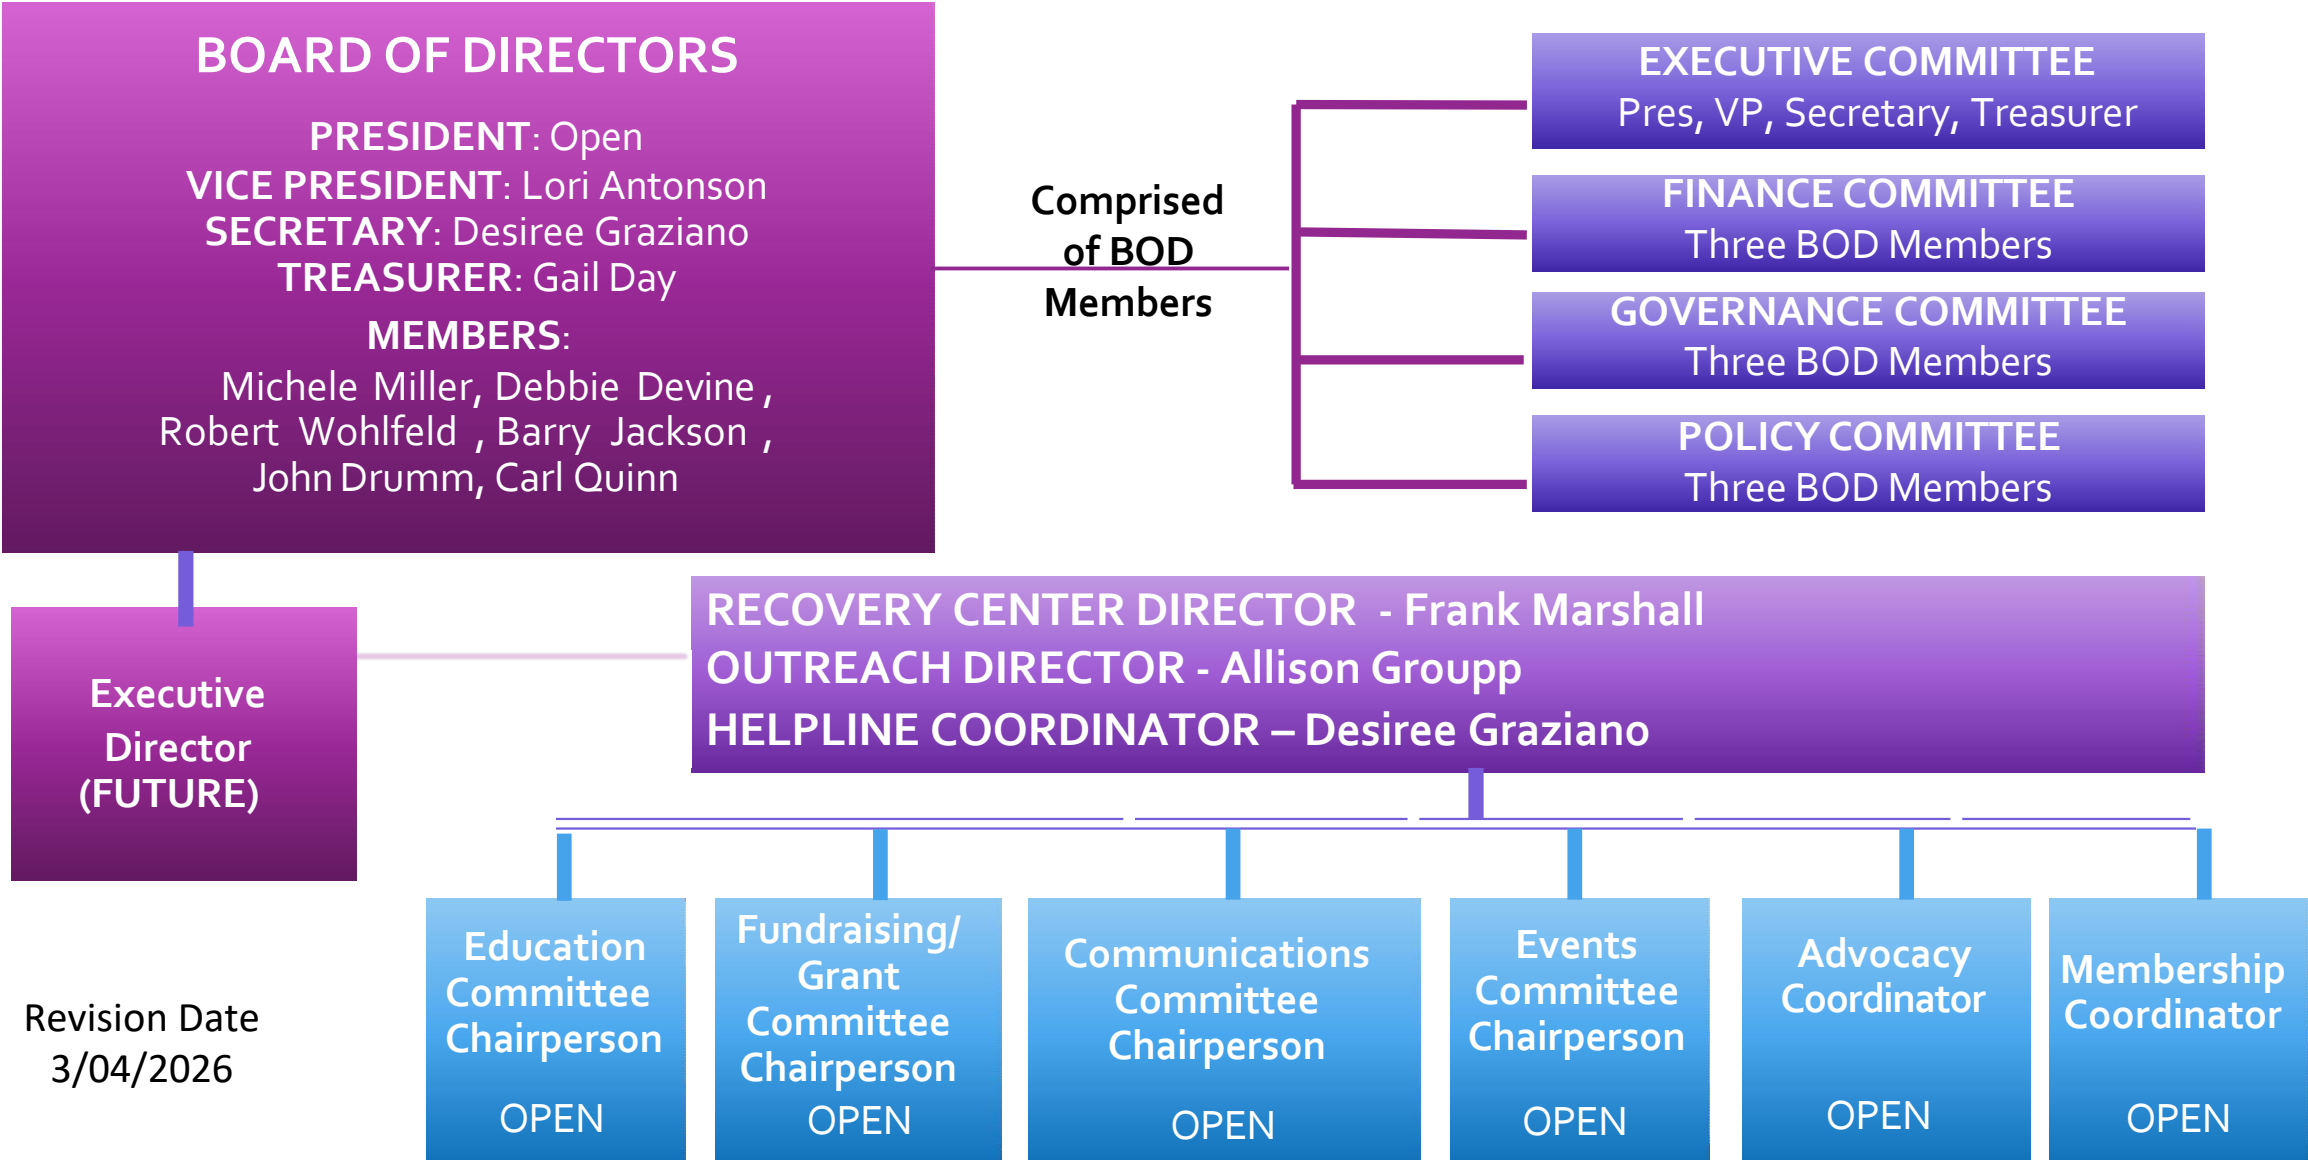 BOARD OF DIRECTORS
PRESIDENT: Open
VICE PRESIDENT: Lori Antonson
SECRETARY: Desiree Graziano
TREASURER: Gail Day
MEMBERS:
Michele Miller, Debbie Devine ,
Robert Wohlfeld , Barry Jackson ,
John Drumm, Carl Quinn
Comprised
of BOD
Members
EXECUTIVE COMMITTEE
Pres, VP, Secretary, Treasurer
FINANCE COMMITTEE
Three BOD Members
GOVERNANCE COMMITTEE
Three BOD Members
POLICY COMMITTEE
Three BOD Members
Executive
Director
(FUTURE)
RECOVERY CENTER DIRECTOR - Frank Marshall
OUTREACH DIRECTOR - Allison Groupp
HELPLINE COORDINATOR – Desiree Graziano
Education
Committee
Chairperson
OPEN
Fundraising/
Grant
Committee
Chairperson
OPEN
Communications
Committee
Chairperson
OPEN
Events
Committee
Chairperson
OPEN
Advocacy
Coordinator
OPEN
Membership
Coordinator
OPEN
Revision Date
3/04/2026